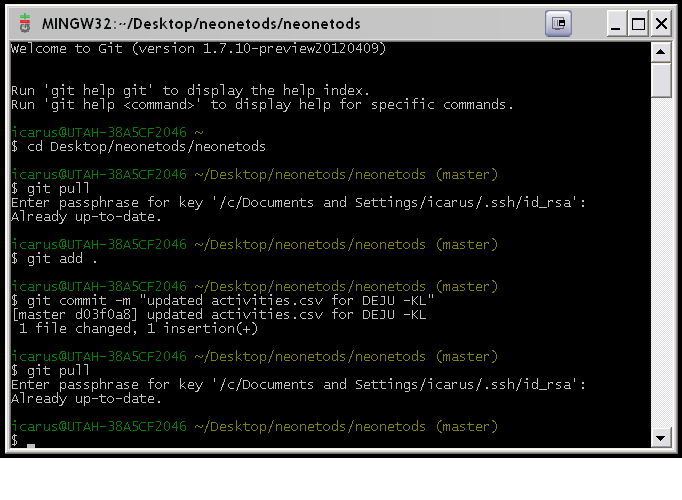 MINGW32:~/Desktop/neonetods/neonetods
Welcome to Git (version 1.7.10-preview20120409)
Run 'git help git' to display the help index.
Run 'git help <command>' to display help for specific commands.
icarus@UTAH-38A5CF2046 ~
$ cd Desktop/neonetods/neonetods
icarus@UTAH-38A5CF2046 ~/Desktop/neonetods/neonetods (master)
$ git pull
Enter passphrase for key '/c/Documents and Settings/icarus/.ssh/id_rsa':
Already up-to-date.
icarus@UTAH-38A5CF2046 ~/Desktop/neonetods/neonetods (master)
$ git add .
icarus@UTAH-38A5CF2046 ~/Desktop/neonetods/neonetods (master)
$ git commit -m "updated activities.csv for DEJU -KL"
[master d03f0a8] updated activities.csv for DEJU -KL
1 file changed, 1 insertion(+)
icarus@UTAH-38A5CF2046 ~/Desktop/neonetods/neonetods (master)
$ git pull
Enter passphrase for key '/c/Documents and Settings/icarus/.ssh/id_rsa':
Already up-to-date.
icarus@UTAH-38A5CF2046 ~/Desktop/neonetods/neonetods (master)
$